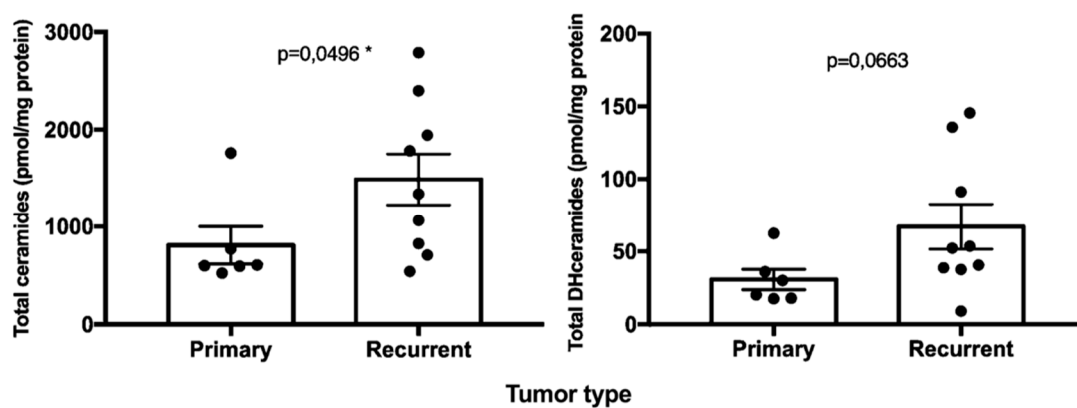 Total ceramides (pmol/mg protein)
3000
2000
1000
0
p=0,0496 *
Primary
Recurrent
Total DHceramides (pmol/mg protein
200
150
100
50
0
p=0,0663
Primary
Recurrent
Tumor type